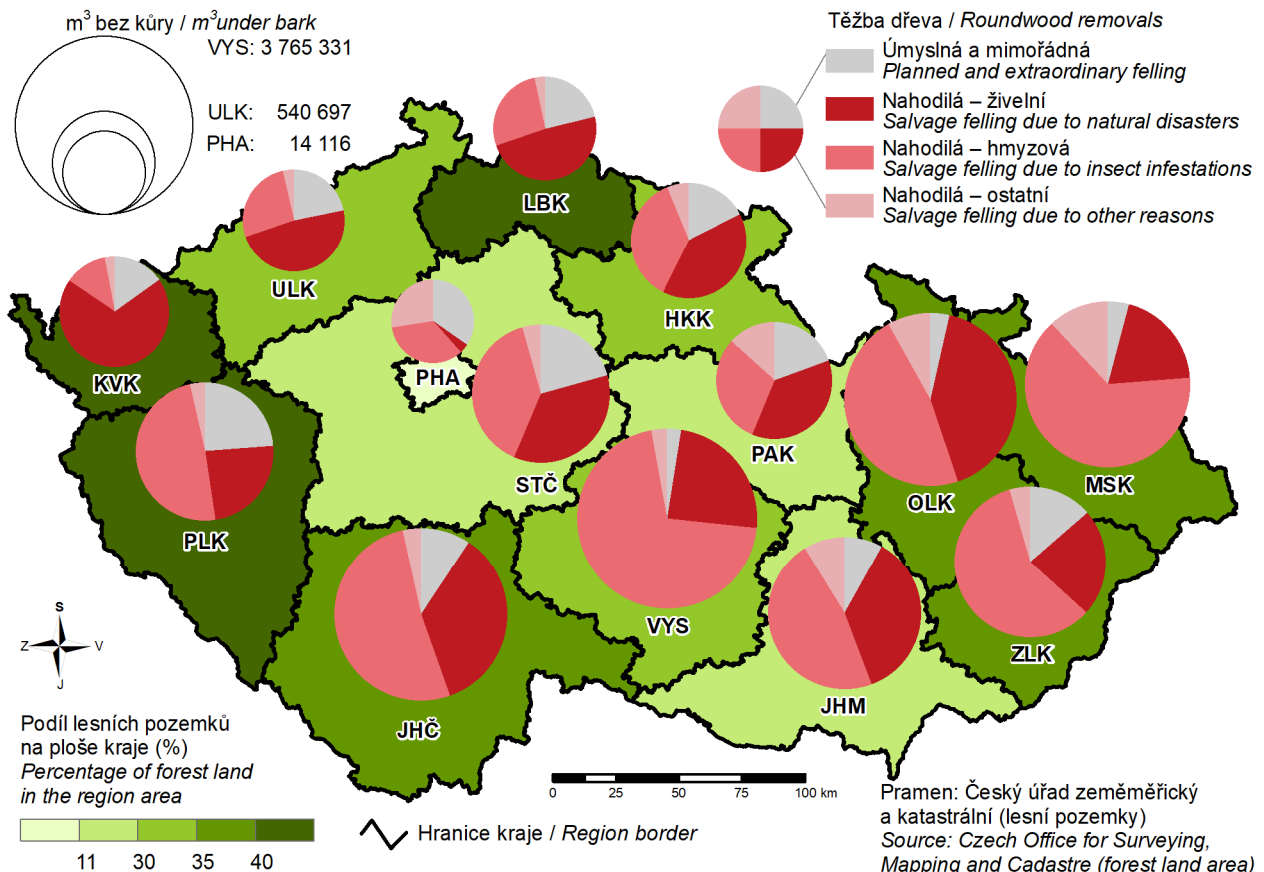 m³ bez kůry / m³under bark
VYS: 3 765 331
ULK: 540 697
PHA: 14 116
Těžba dřeva / Roundwood removals
Úmyslná a mimořádná
Planned and extraordinary felling
Nahodilá – živelní
Salvage felling due to natural disasters
Nahodilá – hmyzová
Salvage felling due to insect infestations
Nahodilá – ostatní
Salvage felling due to other reasons
LBK
ULK
HKK
KVK
PHA
PAK
STČ
OLK
MSK
PLK
VYS
ZLK
JHM
JHČ
S
Z V
J
Podíl lesních pozemků
na ploše kraje (%)
Percentage of forest land
in the region area
11 30 35 40
Hranice kraje / Region border
0 25 50 75 100 km
Pramen: Český úřad zeměměřický
a katastrální (lesní pozemky)
Source: Czech Office for Surveying,
Mapping and Cadastre (forest land area)